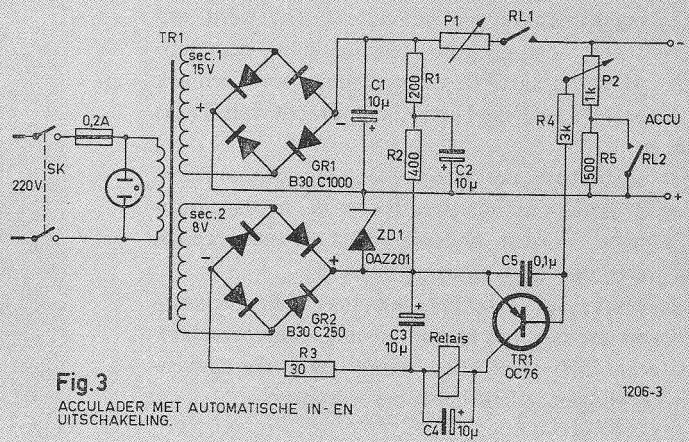 P1
RL1
TR1
sec.1
15V
+
-
C1
10µ
+
R1
200
P2
1k
-
0,2A
GR1
B30 C1000
R2
400
C2
10µ
+
R4
3k
R5
500
RL2
ACCU
SK
220V
+
sec.2
8V
ZD1
OAZ201
-
+
C5
0,1µ
GR2
B30 C250
+
C3
10µ
Relais
TR1
OC76
R3
30
C4
+
10µ
Fig.3
ACCULADER MET AUTOMATISCHE IN- EN
UITSCHAKELING.
1206-3